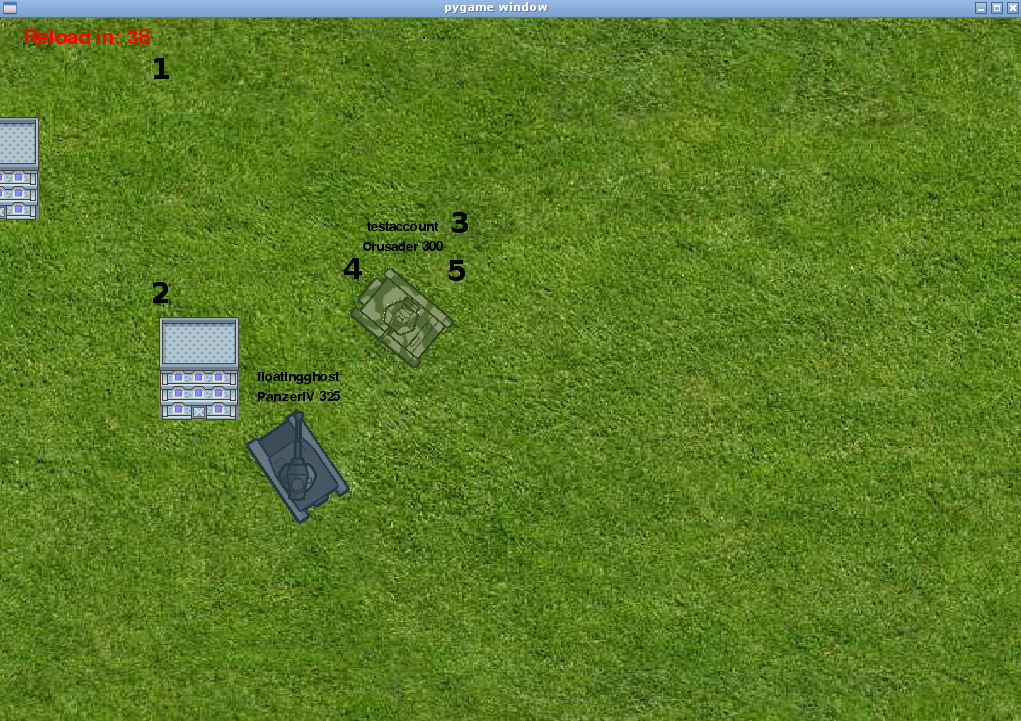 pygame window
Reload in: 38
1
testaccount 3
Crusader 300
4 5
2
floatingghost
PanzerIV 325